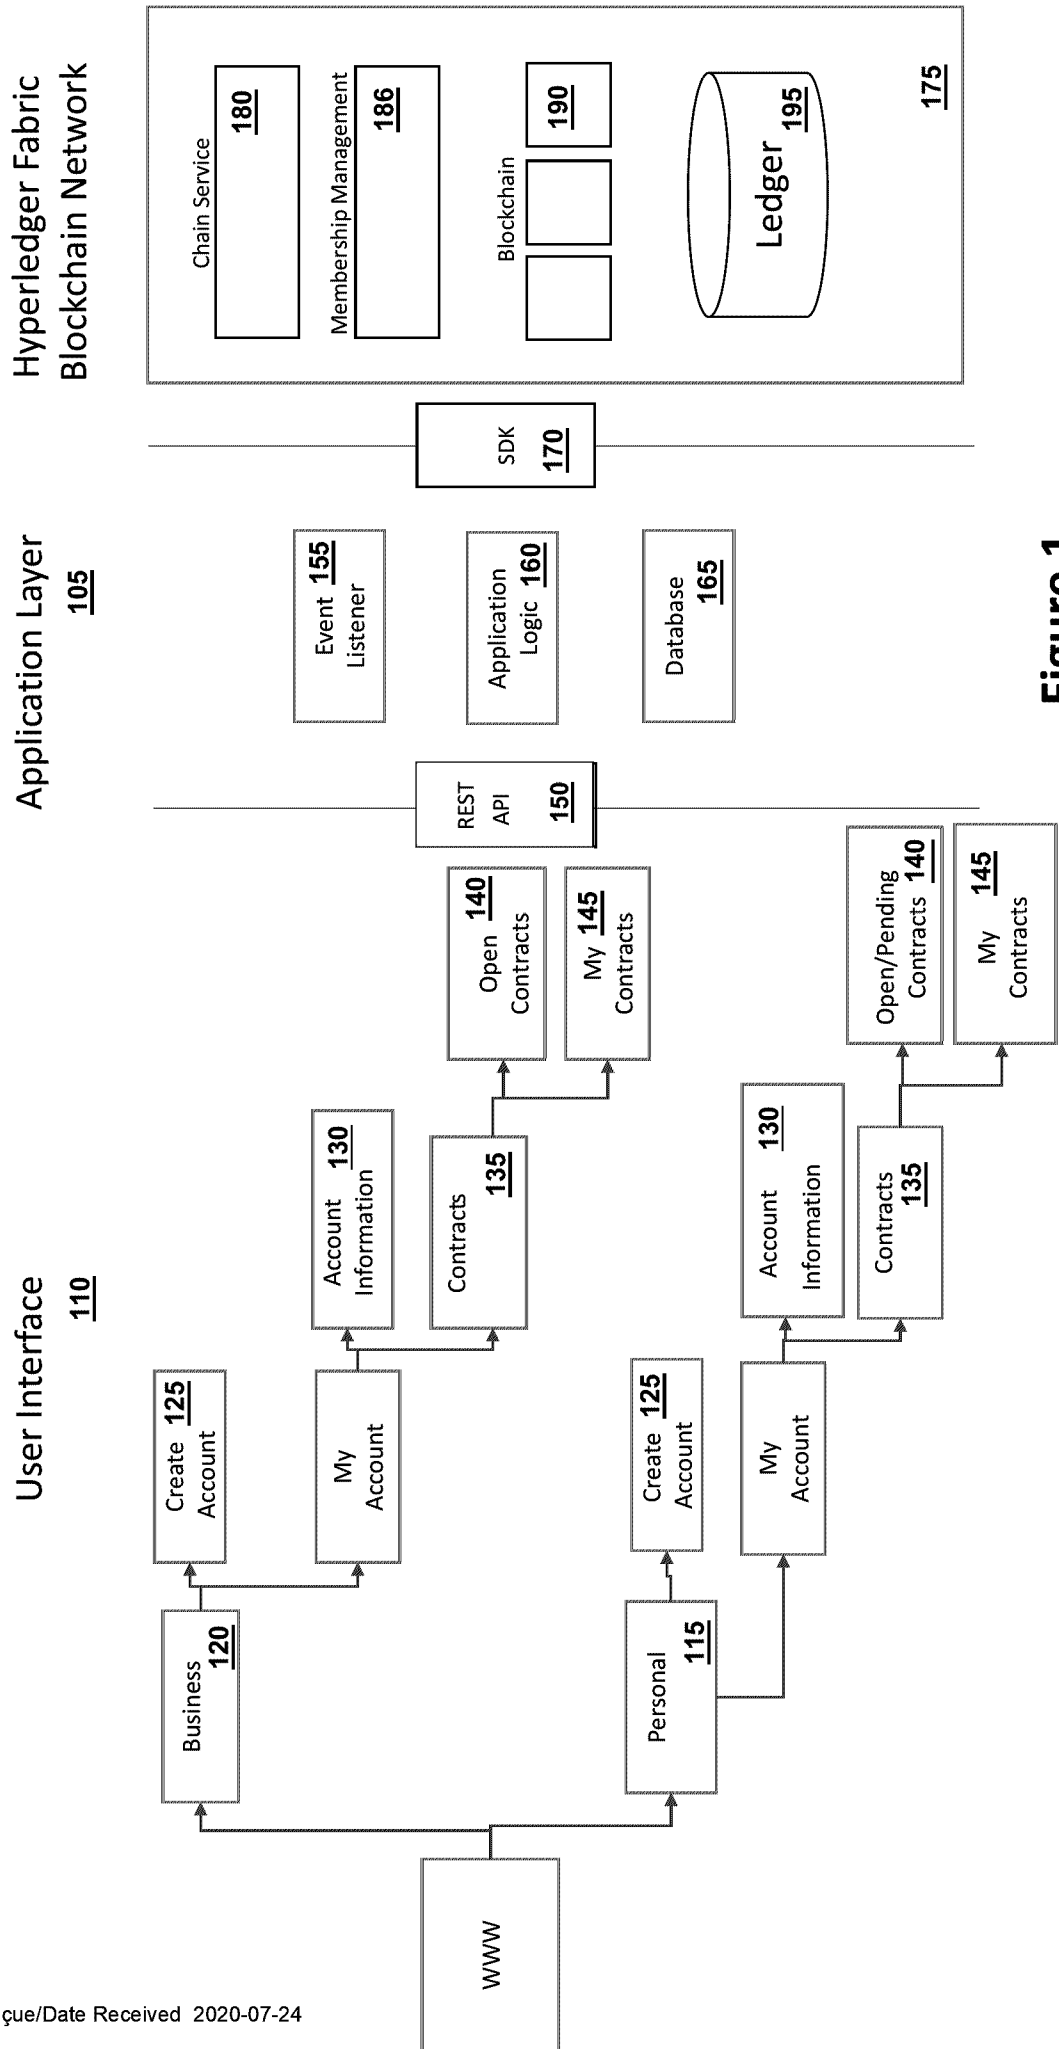 User Interface
110
Application Layer
105
Hyperledger Fabric
Blockchain Network
WWW
Business
120
Create 125
Account
My
Account
Account 130
Information
Contracts
135
Open 140
Contracts
My 145
Contracts
Personal
115
Create 125
Account
My
Account
Account 130
Information
Contracts
135
Open/Pending
Contracts 140
My 145
Contracts
REST
API
150
Event 155
Listener
Application
Logic 160
Database
165
SDK
170
Chain Service
180
Membership Management
186
Blockchain
190
Ledger
195
175
Figure 1
çue/Date Received 2020-07-24